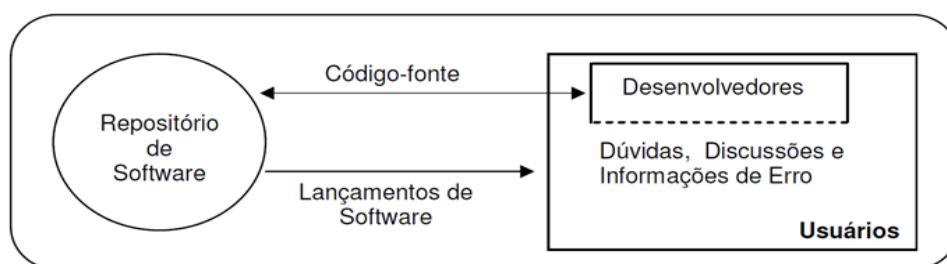 Código-fonte
Repositório
de
Software
Lançamentos de
Software
Desenvolvedores
Dúvidas, Discussões e
Informações de Erro
Usuários